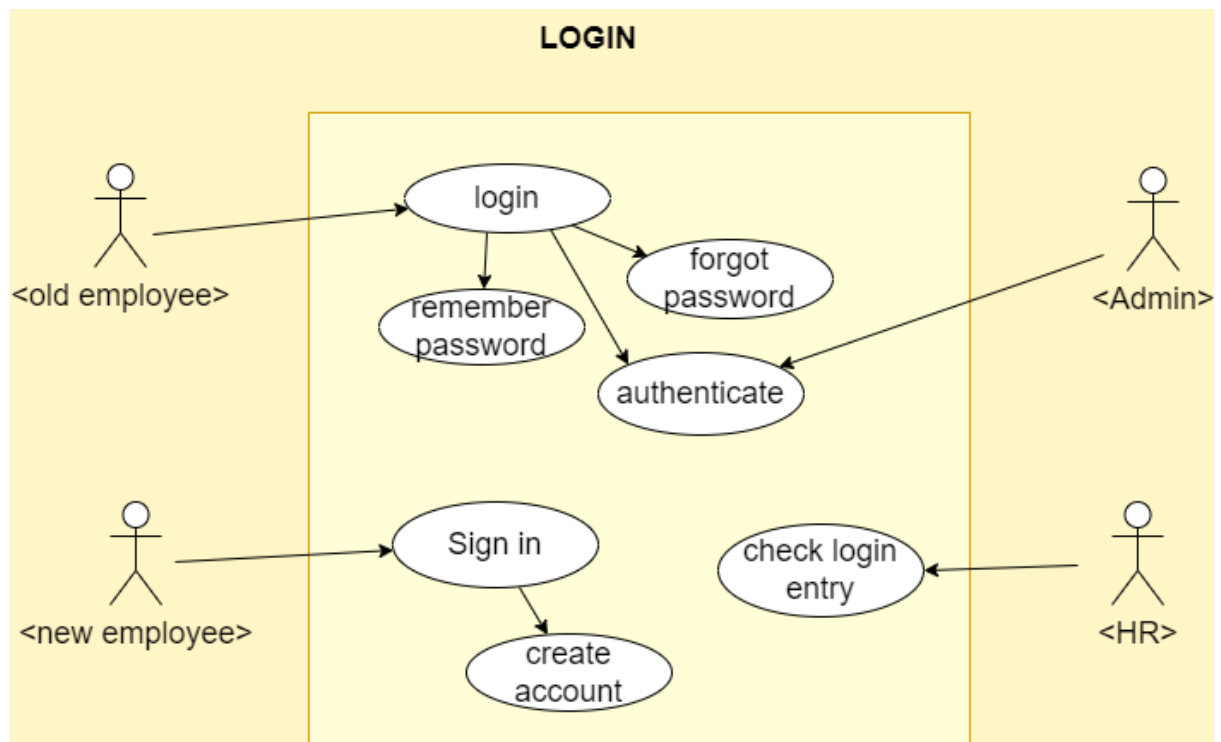 LOGIN
login
forgot
password
<old employee>
<Admin>
remember
password
authenticate
Sign in
check login
entry
<new employee>
<HR>
create
account